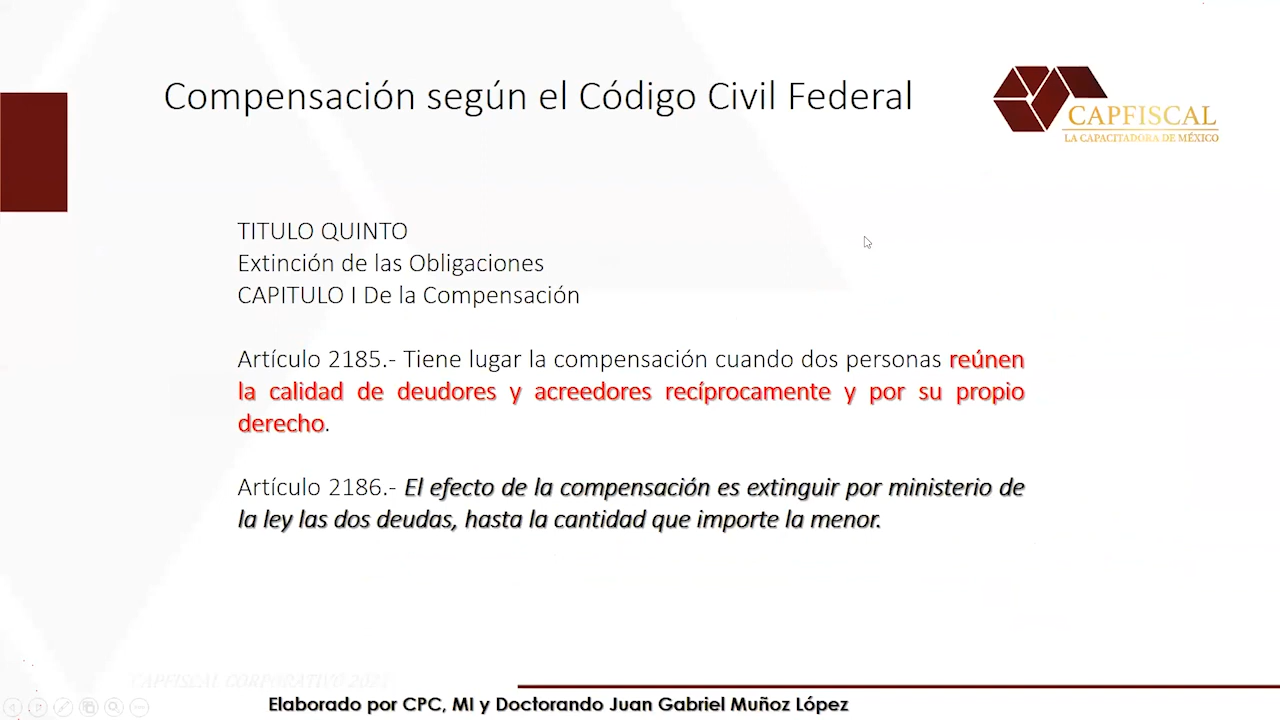 Compensación según el Código Civil Federal
CAPFISCAL
LA CAPACITADORA DE MÉXICO
TITULO QUINTO
Extinción de las Obligaciones
CAPITULO I De la Compensación
Artículo 2185.- Tiene lugar la compensación cuando dos personas reúnen
la calidad de deudores y acreedores recíprocamente y por su propio
derecho.
Artículo 2186.- El efecto de la compensación es extinguir por ministerio de
la ley las dos deudas, hasta la cantidad que importe la menor.
CAPFISCAL CORPORATIVO
Elaborado por CPC, MI y Doctorando Juan Gabriel Muñoz López